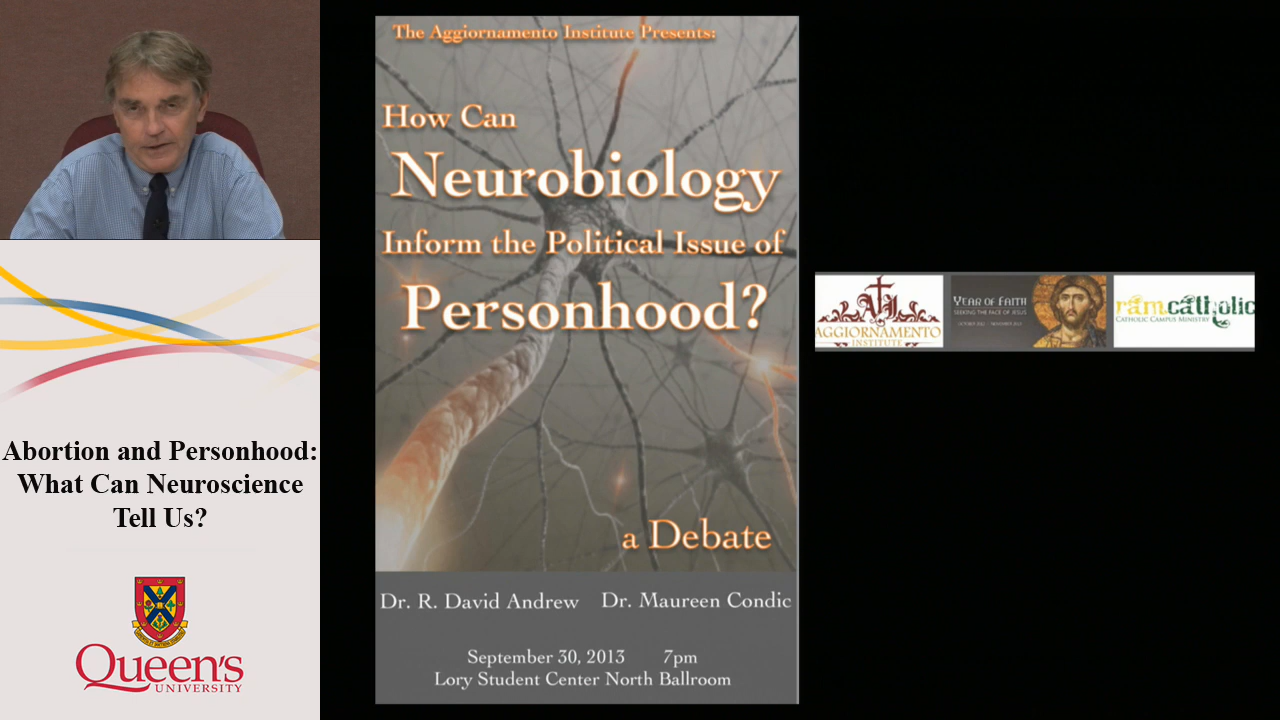 Abortion and Personhood:
What Can Neuroscience
Tell Us?
Queen's
UNIVERSITY
The Aggiornamento Institute Presents:
How Can
Neurobiology
Inform the Political Issue of
Personhood?
a Debate
Dr. R. David Andrew Dr. Maureen Condic
September 30, 2013 7pm
Lory Student Center North Ballroom
AGGIORNAMENTO
INSTITUTE
YEAR OF FAITH
SEEKING THE FACE OF JESUS
ram.catholic
CATHOLIC CAMPUS MINISTRY